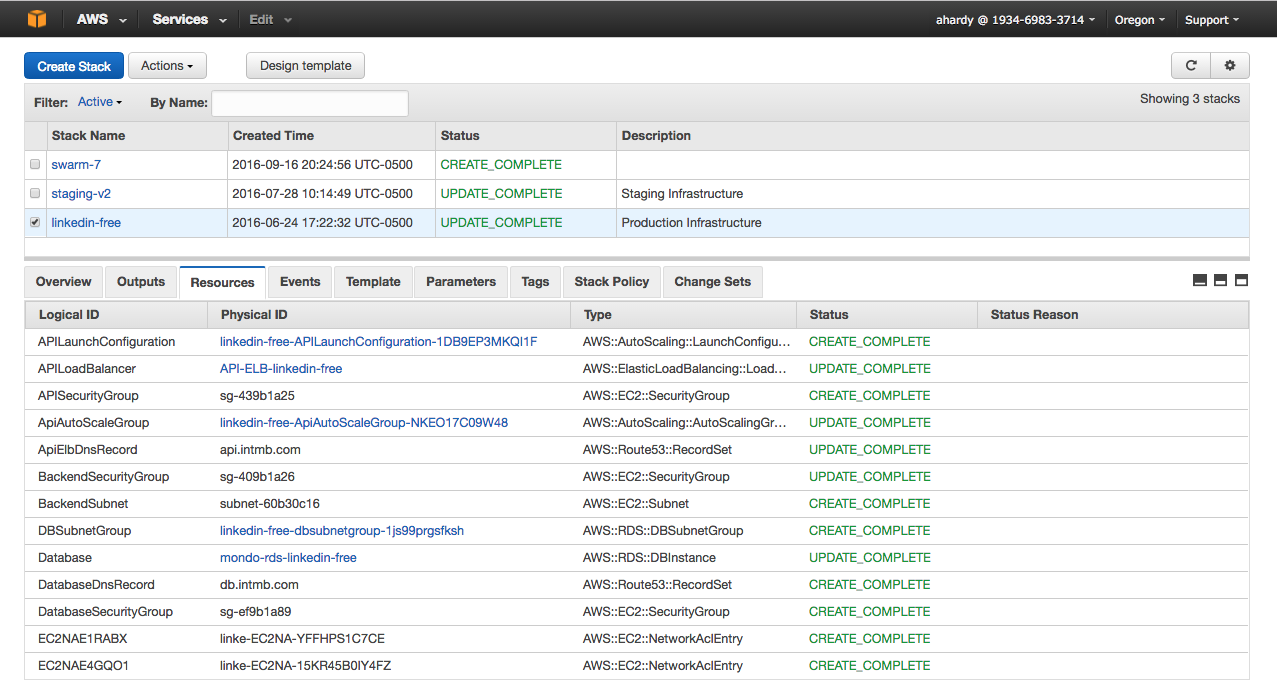 AWS Services Edit ahardy @ 1934-6983-3714 Oregon Support
Create Stack Actions Design template
Filter: Active By Name: Showing 3 stacks
Stack Name Created Time Status Description
swarm-7 2016-09-16 20:24:56 UTC-0500 CREATE_COMPLETE
staging-v2 2016-07-28 10:14:49 UTC-0500 UPDATE_COMPLETE Staging Infrastructure
linkedin-free 2016-06-24 17:22:32 UTC-0500 UPDATE_COMPLETE Production Infrastructure
Overview Outputs Resources Events Template Parameters Tags Stack Policy Change Sets
Logical ID Physical ID Type Status Status Reason
APILaunchConfiguration linkedin-free-APILaunchConfiguration-1DB9EP3MKQI1F AWS::AutoScaling::LaunchConfigu... CREATE_COMPLETE
APILoadBalancer API-ELB-linkedin-free AWS::ElasticLoadBalancing::Load... UPDATE_COMPLETE
APISecurityGroup sg-439b1a25 AWS::EC2::SecurityGroup CREATE_COMPLETE
ApiAutoScaleGroup linkedin-free-ApiAutoScaleGroup-NKEO17C09W48 AWS::AutoScaling::AutoScalingGr... UPDATE_COMPLETE
ApiElbDnsRecord api.intmb.com AWS::Route53::RecordSet UPDATE_COMPLETE
BackendSecurityGroup sg-409b1a26 AWS::EC2::SecurityGroup UPDATE_COMPLETE
BackendSubnet subnet-60b30c16 AWS::EC2::Subnet CREATE_COMPLETE
DBSubnetGroup linkedin-free-dbsubnetgroup-1js99prgsfksh AWS::RDS::DBSubnetGroup CREATE_COMPLETE
Database mondo-rds-linkedin-free AWS::RDS::DBInstance UPDATE_COMPLETE
DatabaseDnsRecord db.intmb.com AWS::Route53::RecordSet CREATE_COMPLETE
DatabaseSecurityGroup sg-ef9b1a89 AWS::EC2::SecurityGroup CREATE_COMPLETE
EC2NAE1RABX linke-EC2NA-YFFHPS1C7CE AWS::EC2::NetworkAclEntry CREATE_COMPLETE
EC2NAE4GQO1 linke-EC2NA-15KR45B0IY4FZ AWS::EC2::NetworkAclEntry CREATE_COMPLETE